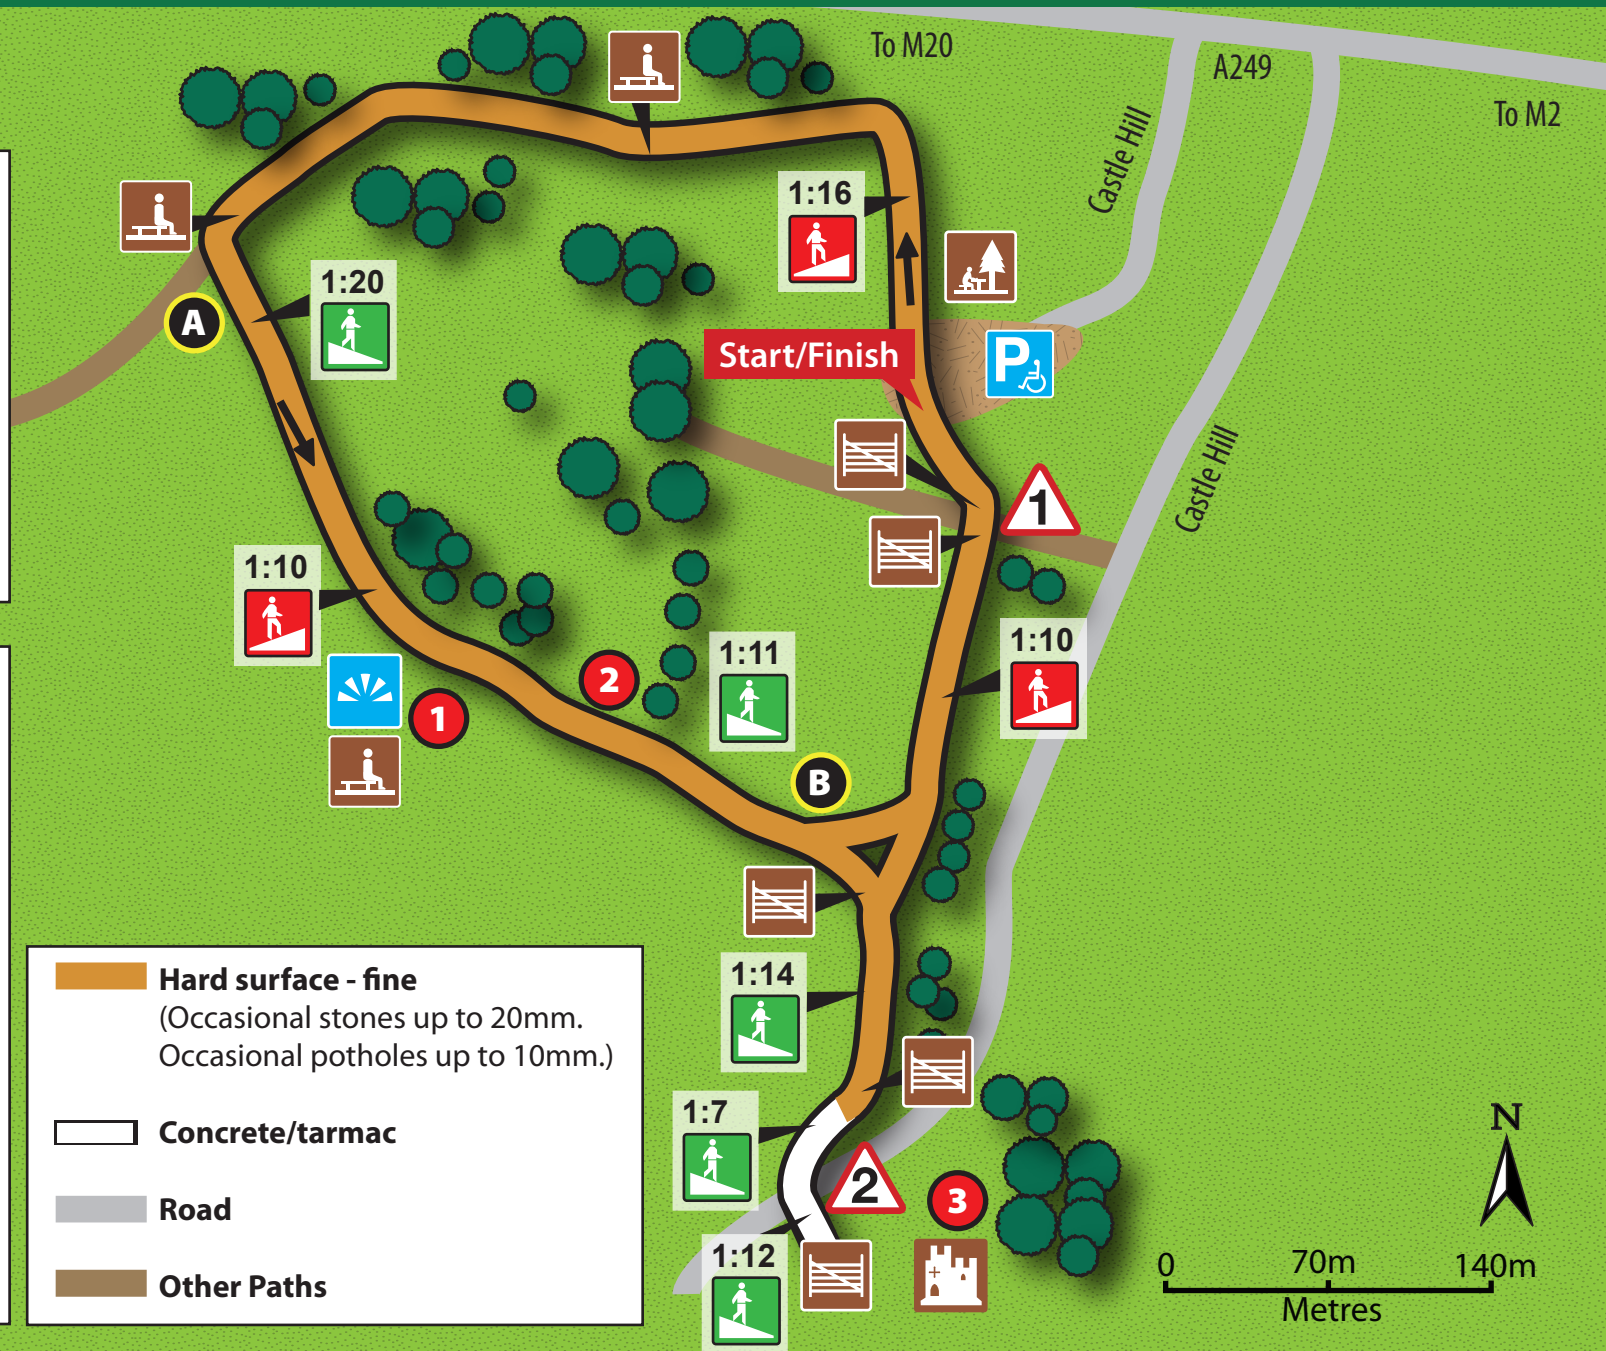 To M20
A249
To M2
Castle Hill
1:16
1:20
A
Start/Finish
P
Castle Hill
1
1:10
1:10
1:11
2
1
B
1:14
Hard surface - fine
(Occasional stones up to 20mm.
Occasional potholes up to 10mm.)
Concrete/tarmac
Road
Other Paths
1:7
2
3
1:12
N
0 70m 140m
Metres